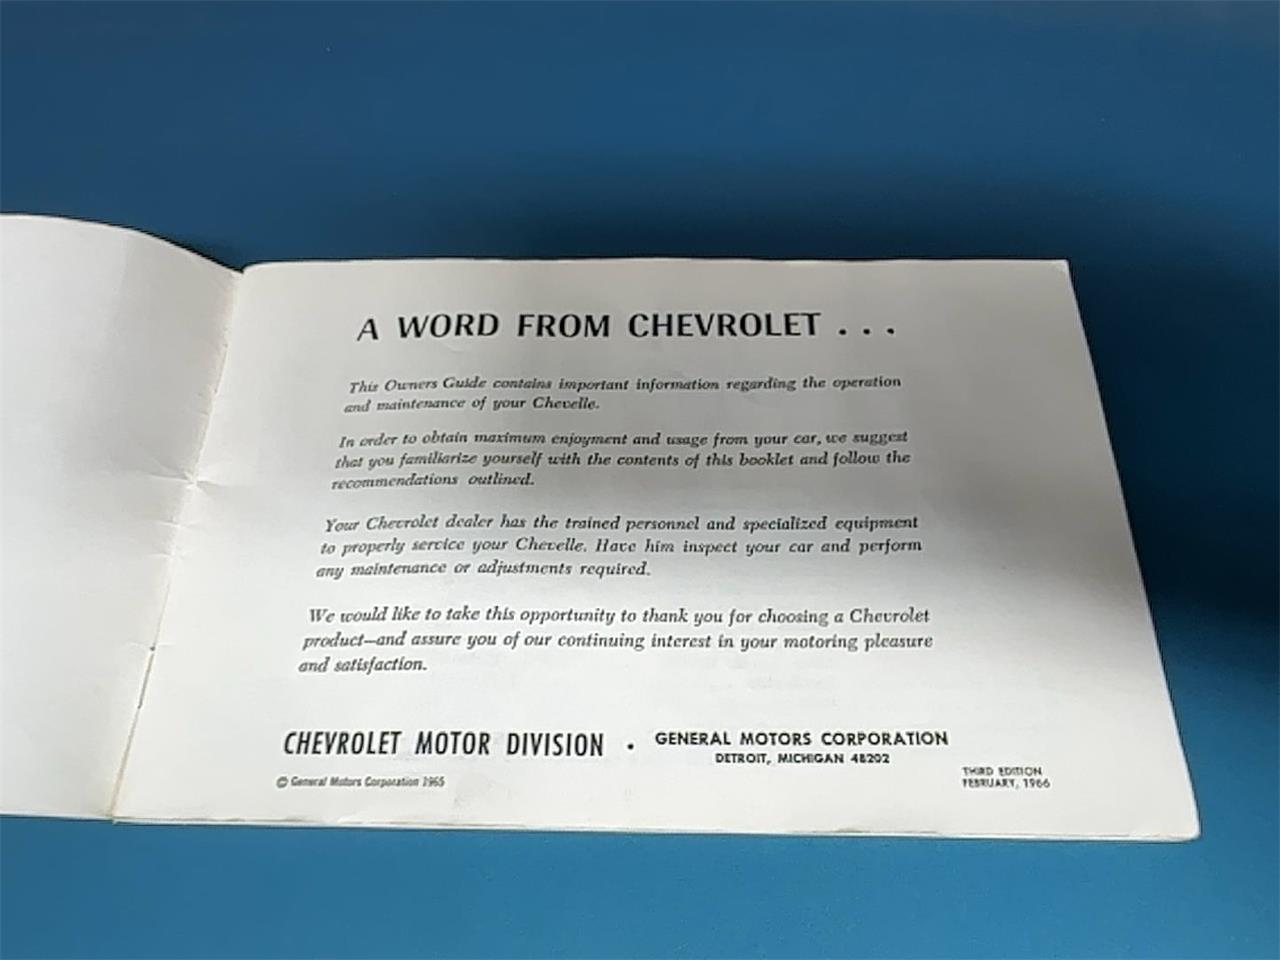 A WORD FROM CHEVROLET . . .
This Owners Guide contains important information regarding the operation
and maintenance of your Chevelle.
In order to obtain maximum enjoyment and usage from your car, we suggest
that you familiarize yourself with the contents of this booklet and follow the
recommendations outlined.
Your Chevrolet dealer has the trained personnel and specialized equipment
to properly service your Chevelle. Have him inspect your car and perform
any maintenance or adjustments required.
We would like to take this opportunity to thank you for choosing a Chevrolet
product—and assure you of our continuing interest in your motoring pleasure
and satisfaction.
CHEVROLET MOTOR DIVISION • GENERAL MOTORS CORPORATION
DETROIT, MICHIGAN 48202
© General Motors Corporation 1965
THIRD EDITION
FEBRUARY, 1966